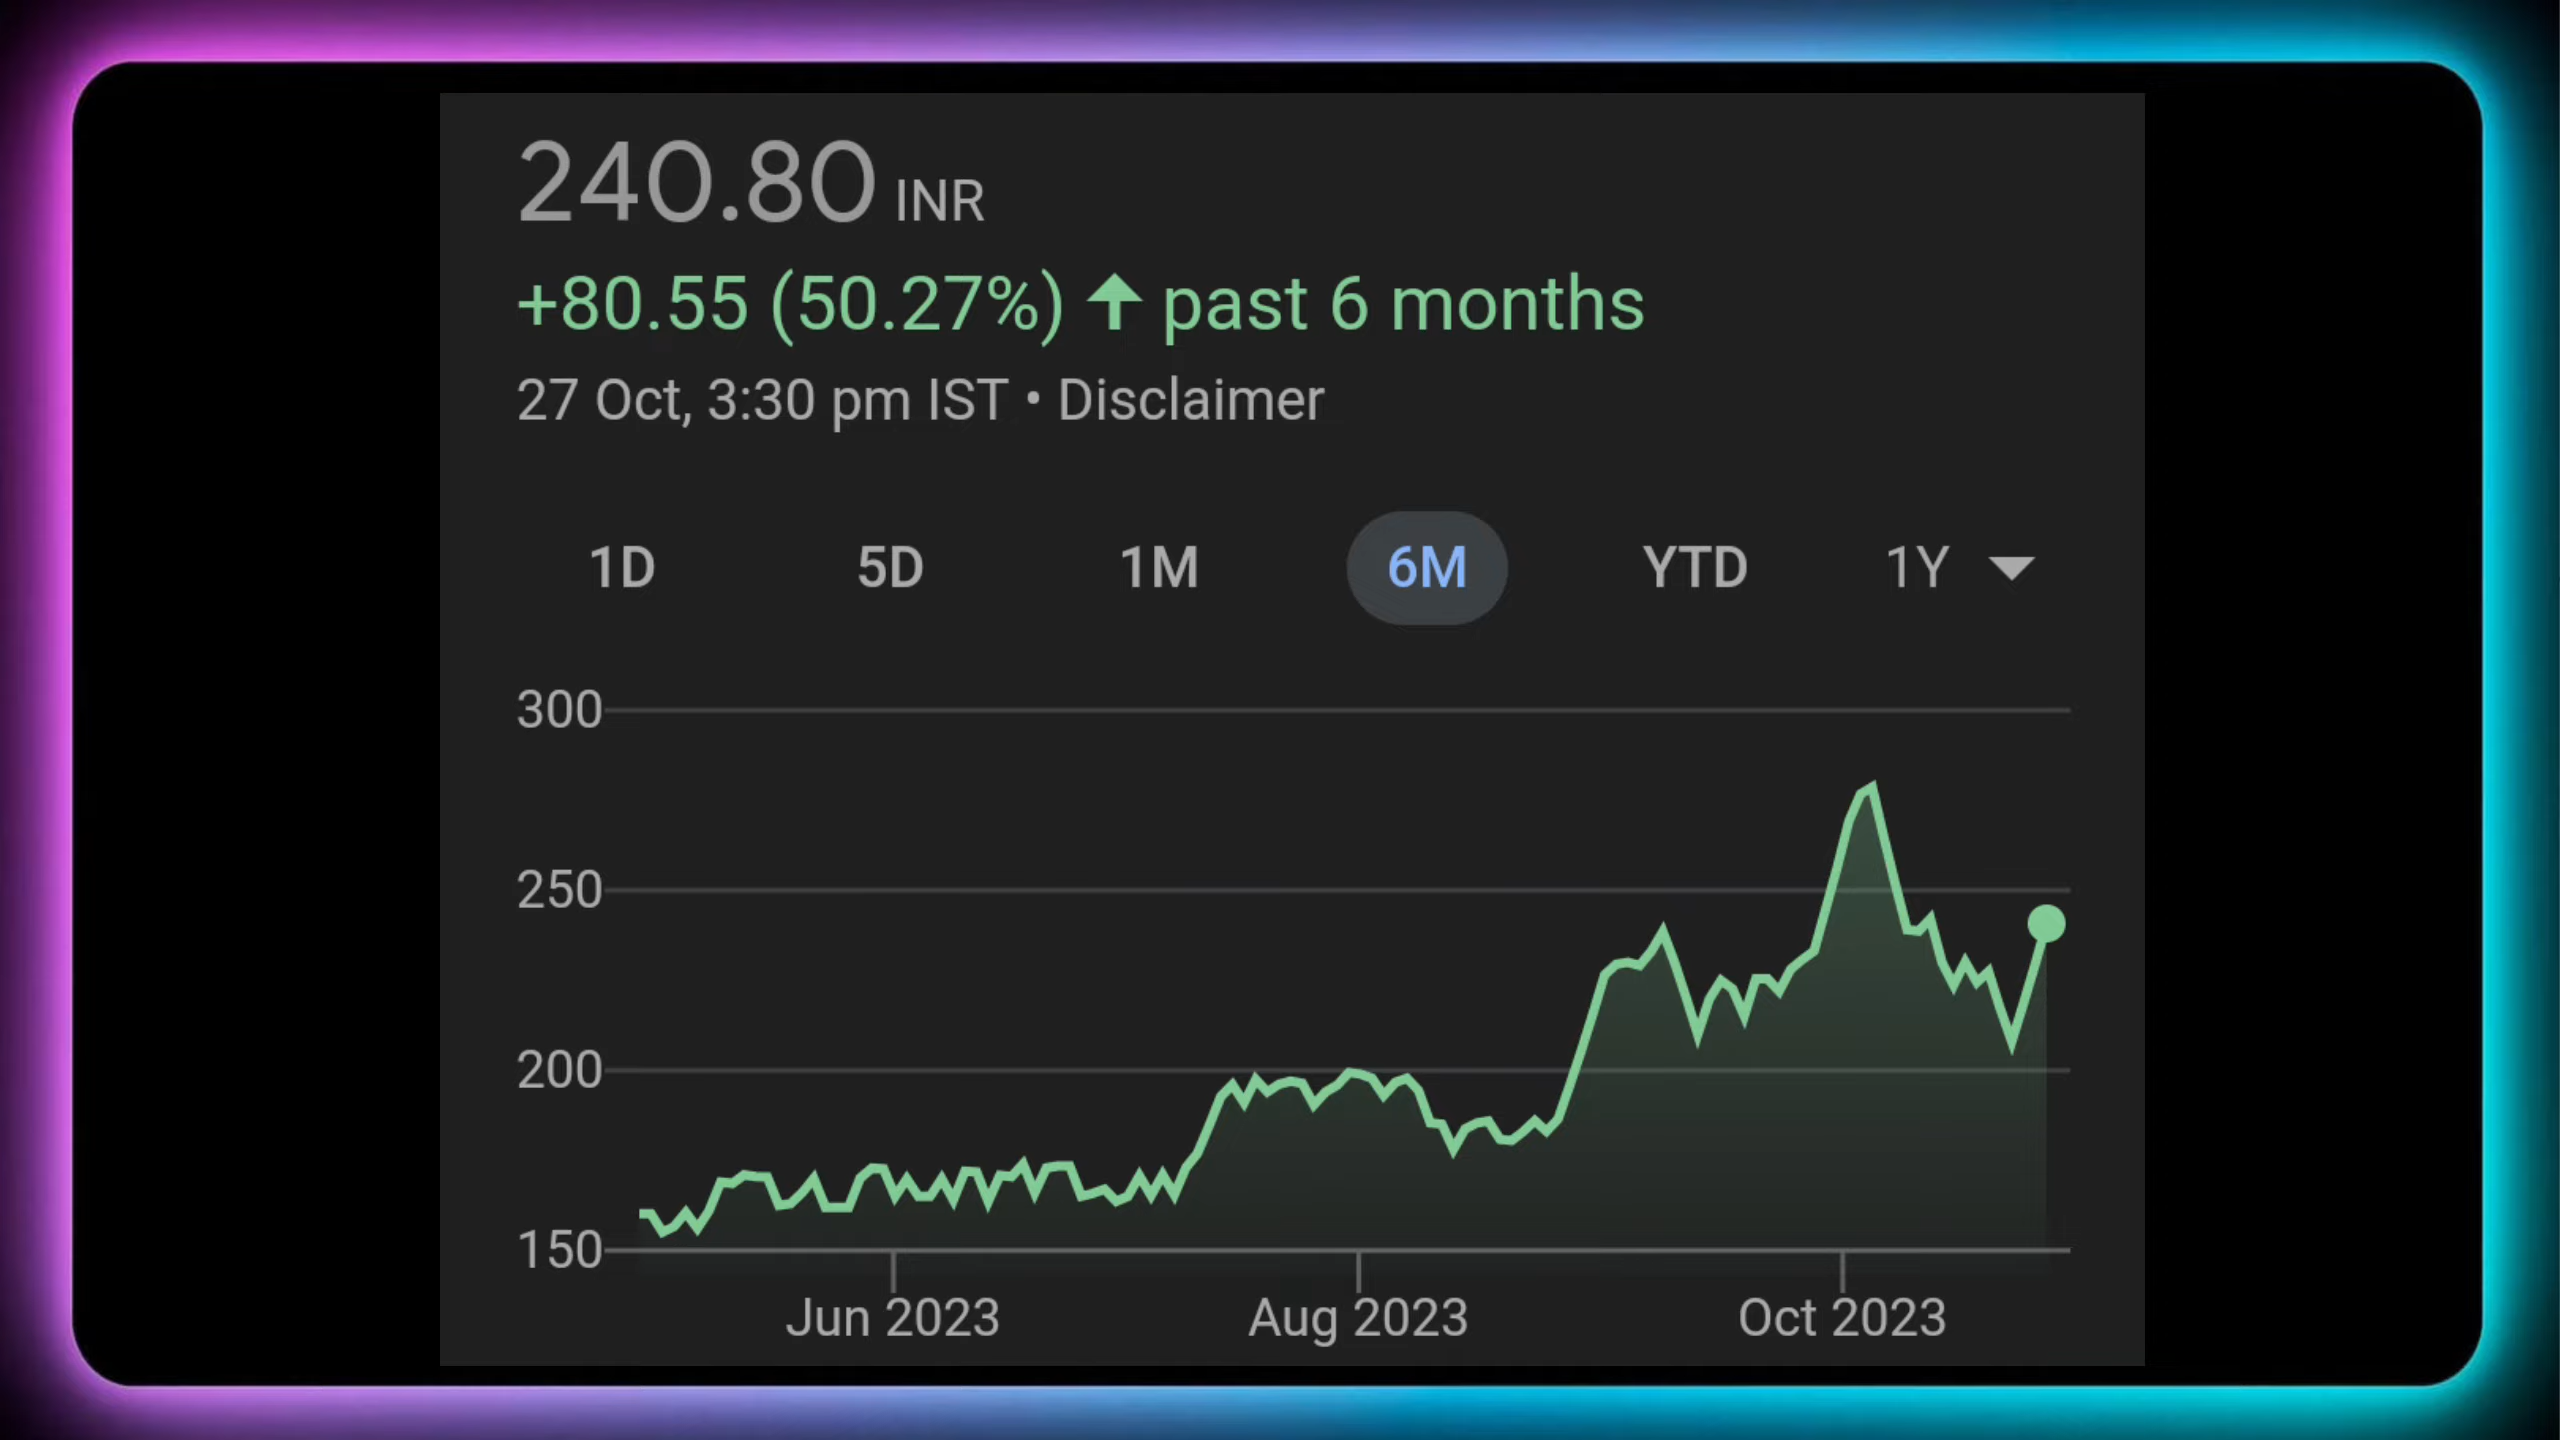 240.80 INR
+80.55 (50.27%) ↑ past 6 months
27 Oct, 3:30 pm IST • Disclaimer
1D 5D 1M 6M YTD 1Y
300
250
200
150
Jun 2023 Aug 2023 Oct 2023